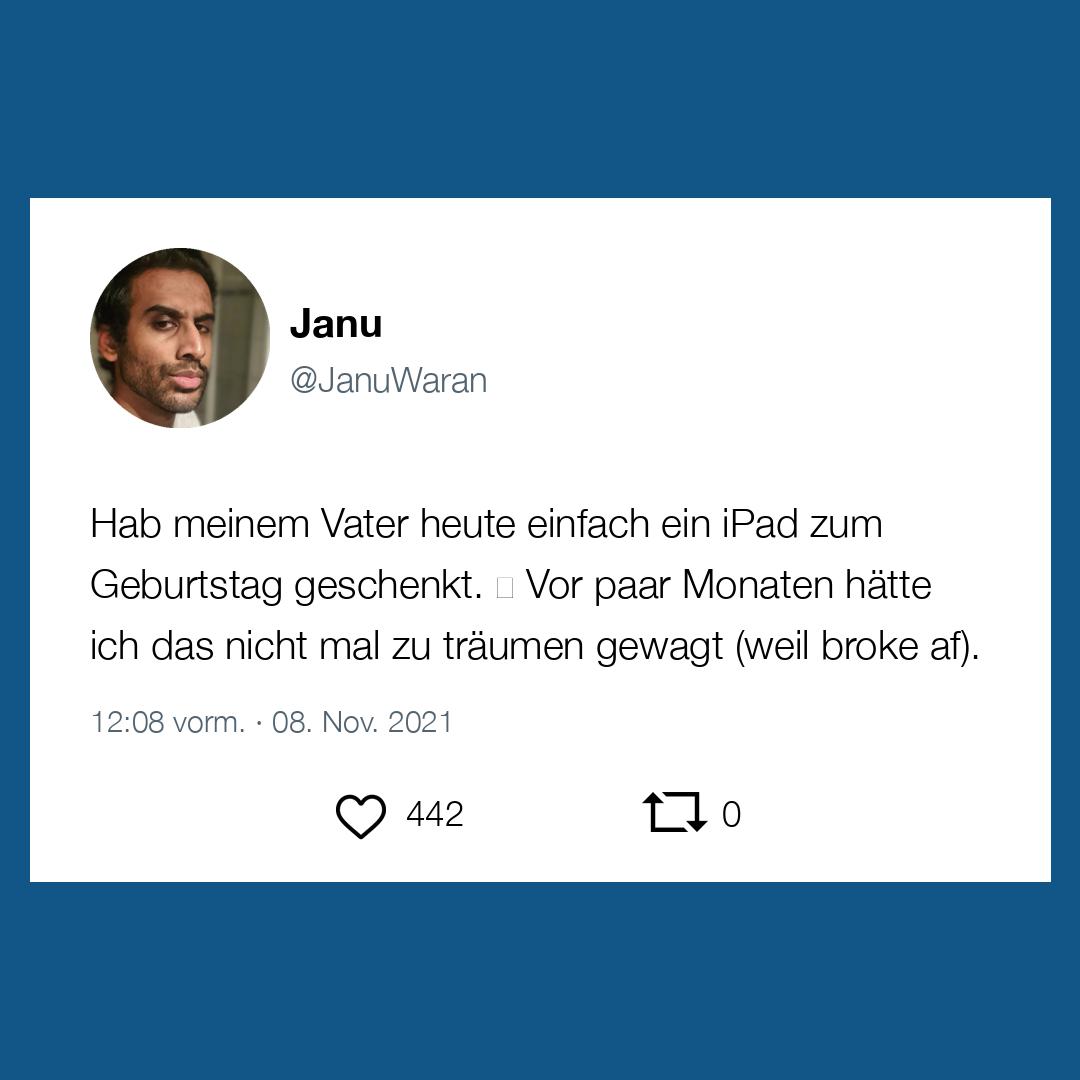 Janu
@JanuWaran
Hab meinem Vater heute einfach ein iPad zum
Geburtstag geschenkt. Vor paar Monaten hätte
ich das nicht mal zu träumen gewagt (weil broke af).
12:08 vorm. · 08. Nov. 2021
442
0